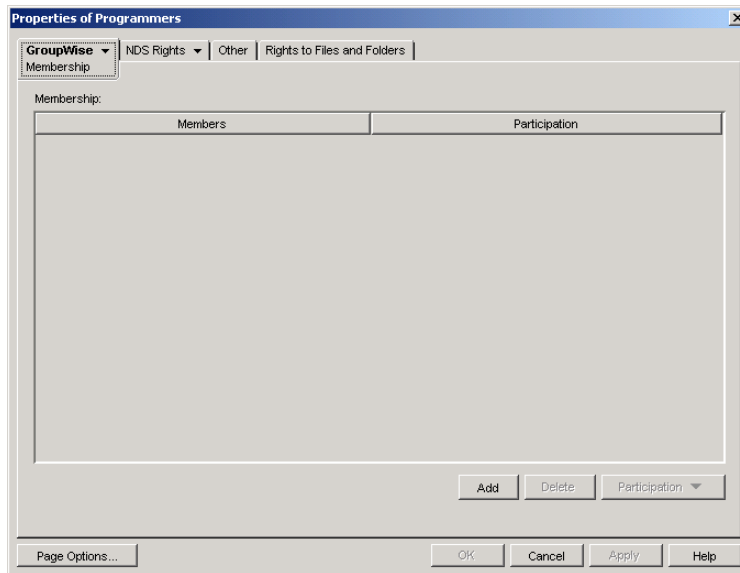 Properties of Programmers
GroupWise NDS Rights Other Rights to Files and Folders
Membership
Membership:
Members Participation
Add Delete Participation
Page Options... OK Cancel Apply Help